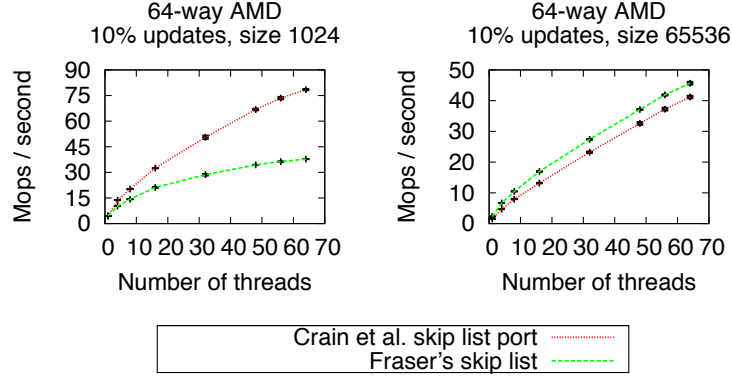 64-way AMD
10% updates, size 1024
Mops / second
90
75
60
45
30
15
0
0 10 20 30 40 50 60 70
Number of threads
64-way AMD
10% updates, size 65536
Mops / second
50
40
30
20
10
0
0 10 20 30 40 50 60 70
Number of threads
Crain et al. skip list port
Fraser's skip list